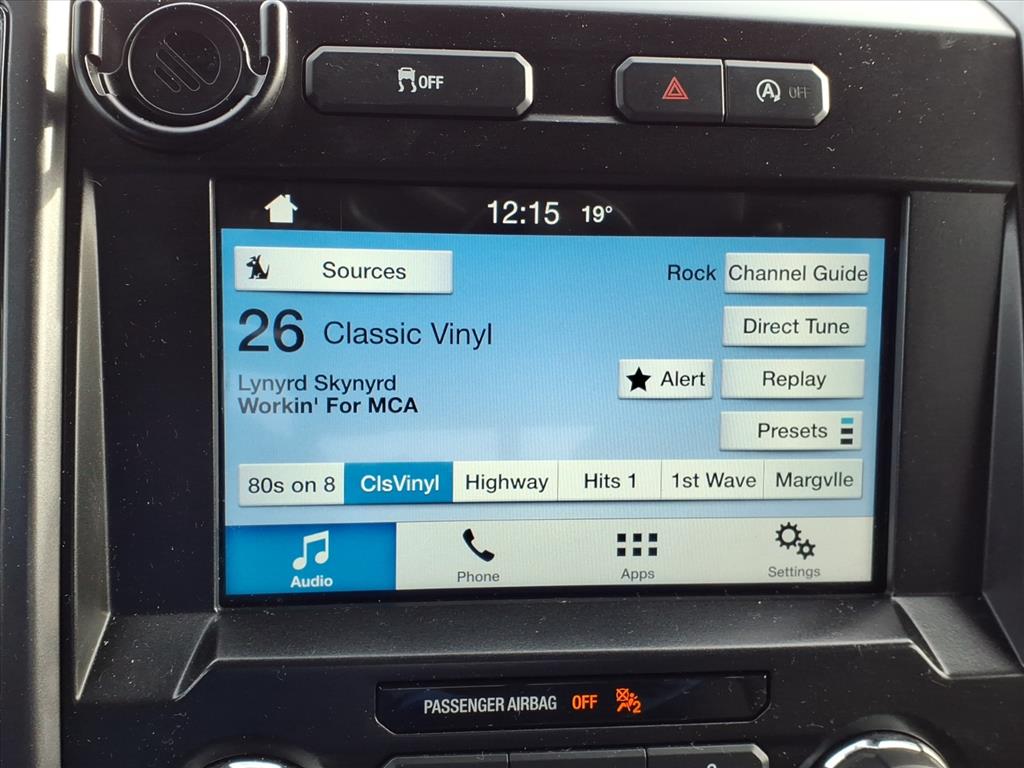 OFF
A OFF
12:15 19°
Sources
Rock
Channel Guide
26 Classic Vinyl
Direct Tune
Lynyrd Skynyrd
Workin' For MCA
Alert
Replay
Presets
80s on 8 ClsVinyl Highway Hits 1 1st Wave Margvlle
Audio Phone Apps Settings
PASSENGER AIRBAG OFF 2